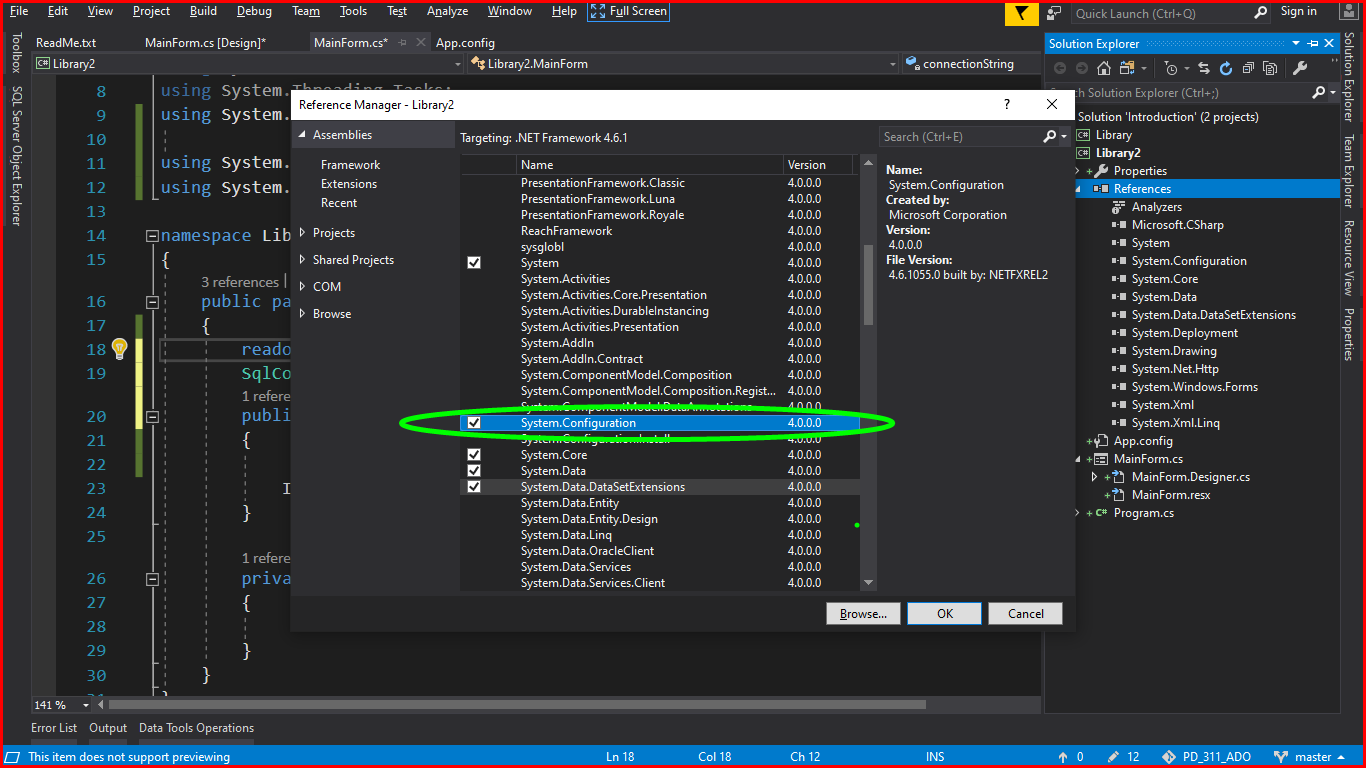 File Edit View Project Build Debug Team Tools Test Analyze Window Help Full Screen Quick Launch (Ctrl+Q) Sign in
ReadMe.txt MainForm.cs [Design]* MainForm.cs* App.config
Library2 Library2.MainForm connectionString
Toolbox
SQL Server Object Explorer
8 using System.Threading.Tasks;
9 using System.
10
11 using System.
12 using System.
13
14 namespace Lib
15 {
3 references |
16 public pa
17 {
18 reado
19 SqlCo
1 refere
20 publi
21 {
22
23 I
24 }
25
1 refere
26 priva
27 {
28
29 }
30 }
141 %
Reference Manager - Library2 ?
Assemblies
Framework
Extensions
Recent
Projects
Shared Projects
COM
Browse
Targeting: .NET Framework 4.6.1
Search (Ctrl+E)
Name Version
PresentationFramework.Classic 4.0.0.0
PresentationFramework.Luna 4.0.0.0
PresentationFramework.Royale 4.0.0.0
ReachFramework 4.0.0.0
sysglobl 4.0.0.0
System 4.0.0.0
System.Activities 4.0.0.0
System.Activities.Core.Presentation 4.0.0.0
System.Activities.DurableInstancing 4.0.0.0
System.Activities.Presentation 4.0.0.0
System.AddIn 4.0.0.0
System.AddIn.Contract 4.0.0.0
System.ComponentModel.Composition 4.0.0.0
System.ComponentModel.Composition.Regist... 4.0.0.0
System.ComponentModel.DataAnnotations 4.0.0.0
System.Configuration 4.0.0.0
System.Configuration.Install 4.0.0.0
System.Core 4.0.0.0
System.Data 4.0.0.0
System.Data.DataSetExtensions 4.0.0.0
System.Data.Entity 4.0.0.0
System.Data.Entity.Design 4.0.0.0
System.Data.Linq 4.0.0.0
System.Data.OracleClient 4.0.0.0
System.Data.Services 4.0.0.0
System.Data.Services.Client 4.0.0.0
Name:
System.Configuration
Created by:
Microsoft Corporation
Version:
4.0.0.0
File Version:
4.6.1055.0 built by: NETFXREL2
Browse... OK Cancel
Solution Explorer
Search Solution Explorer (Ctrl+;)
Solution 'Introduction' (2 projects)
Library
Library2
Properties
References
Analyzers
Microsoft.CSharp
System
System.Configuration
System.Core
System.Data
System.Data.DataSetExtensions
System.Deployment
System.Drawing
System.Net.Http
System.Windows.Forms
System.Xml
System.Xml.Linq
App.config
MainForm.cs
MainForm.Designer.cs
MainForm.resx
Program.cs
Solution Explorer
Team Explorer
Resource View
Properties
Error List Output Data Tools Operations
This item does not support previewing Ln 18 Col 18 Ch 12 INS 0 12 PD_311_ADO master